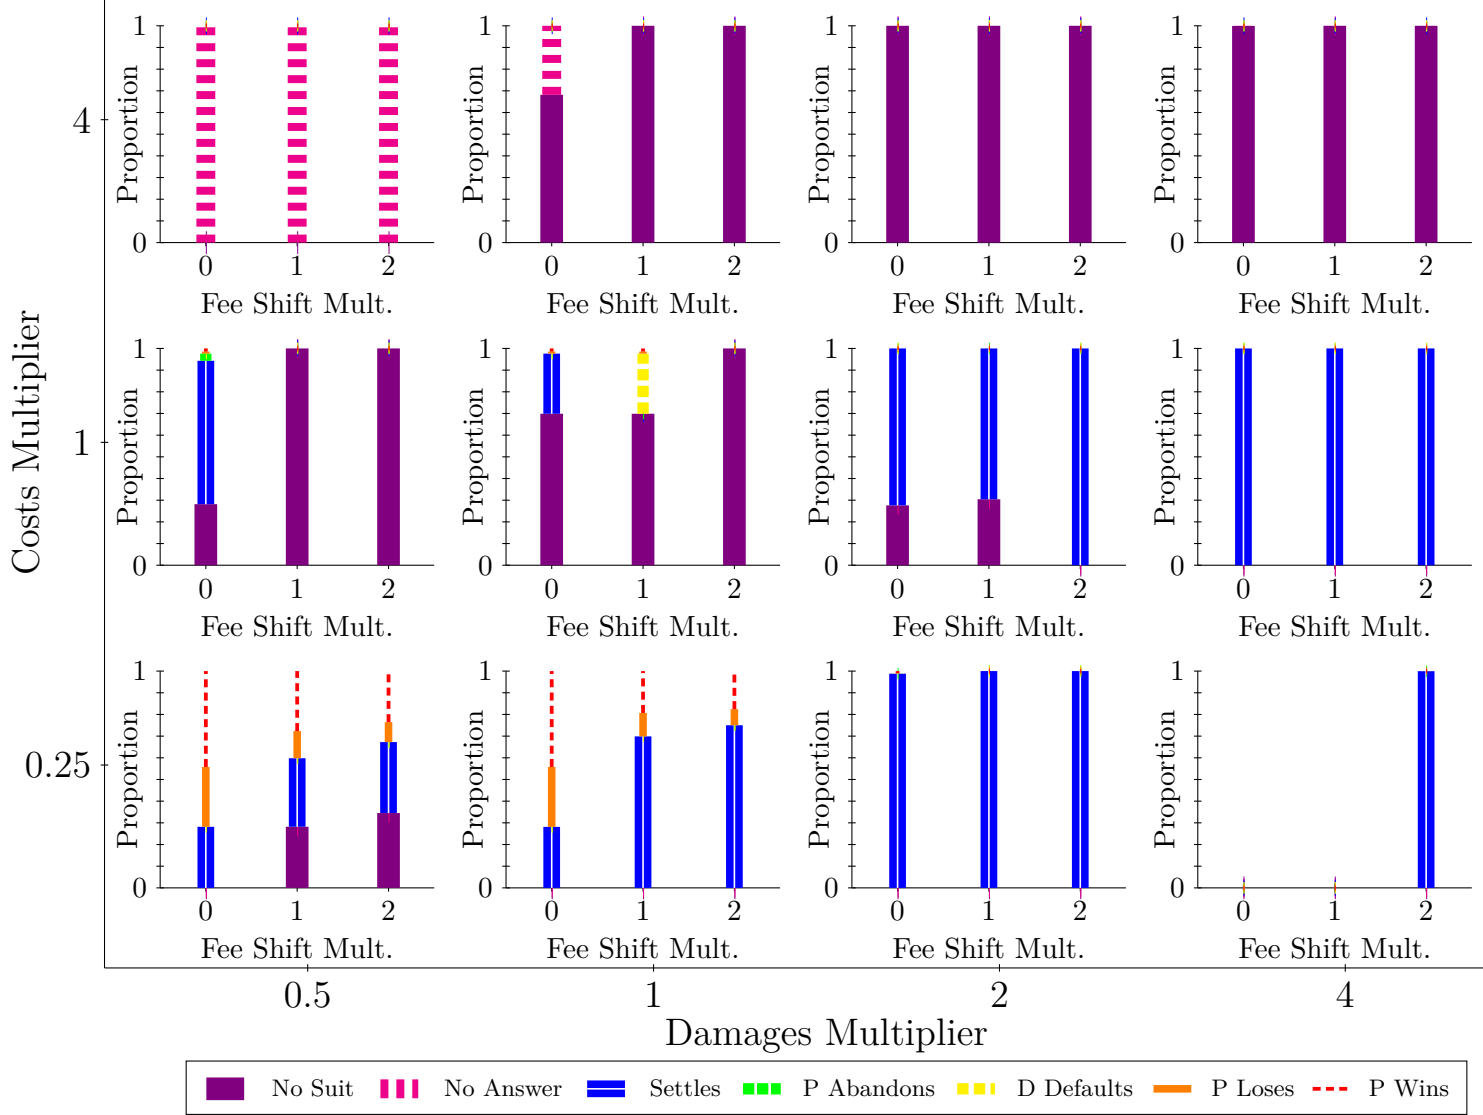 Costs Multiplier
4
1
0.25
1
0
Proportion
0 1 2
Fee Shift Mult.
1
0
Proportion
0 1 2
Fee Shift Mult.
1
0
Proportion
0 1 2
Fee Shift Mult.
1
0
Proportion
0 1 2
Fee Shift Mult.
1
0
Proportion
0 1 2
Fee Shift Mult.
1
0
Proportion
0 1 2
Fee Shift Mult.
1
0
Proportion
0 1 2
Fee Shift Mult.
1
0
Proportion
0 1 2
Fee Shift Mult.
1
0
Proportion
0 1 2
Fee Shift Mult.
1
0
Proportion
0 1 2
Fee Shift Mult.
1
0
Proportion
0 1 2
Fee Shift Mult.
1
0
Proportion
0 1 2
Fee Shift Mult.
0.5 1 2 4
Damages Multiplier
No Suit No Answer Settles P Abandons D Defaults P Loses P Wins